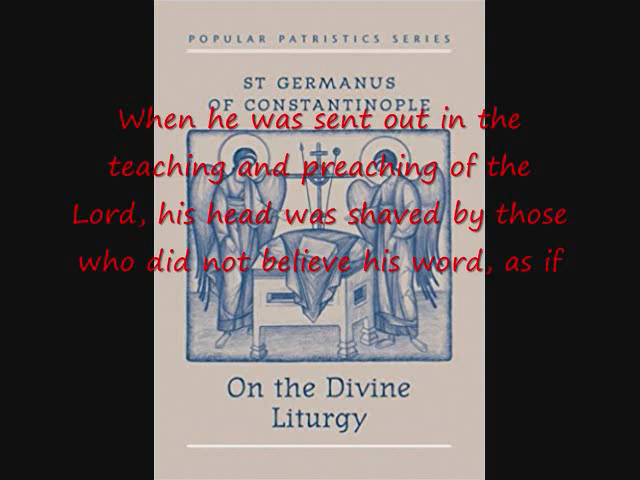 POPULAR PATRISTICS SERIES
ST GERMANUS
OF CONSTANTINOPLE
When he was sent out in the
teaching and preaching of the
Lord, his head was shaved by those
who did not believe his word, as if
On the Divine
Liturgy